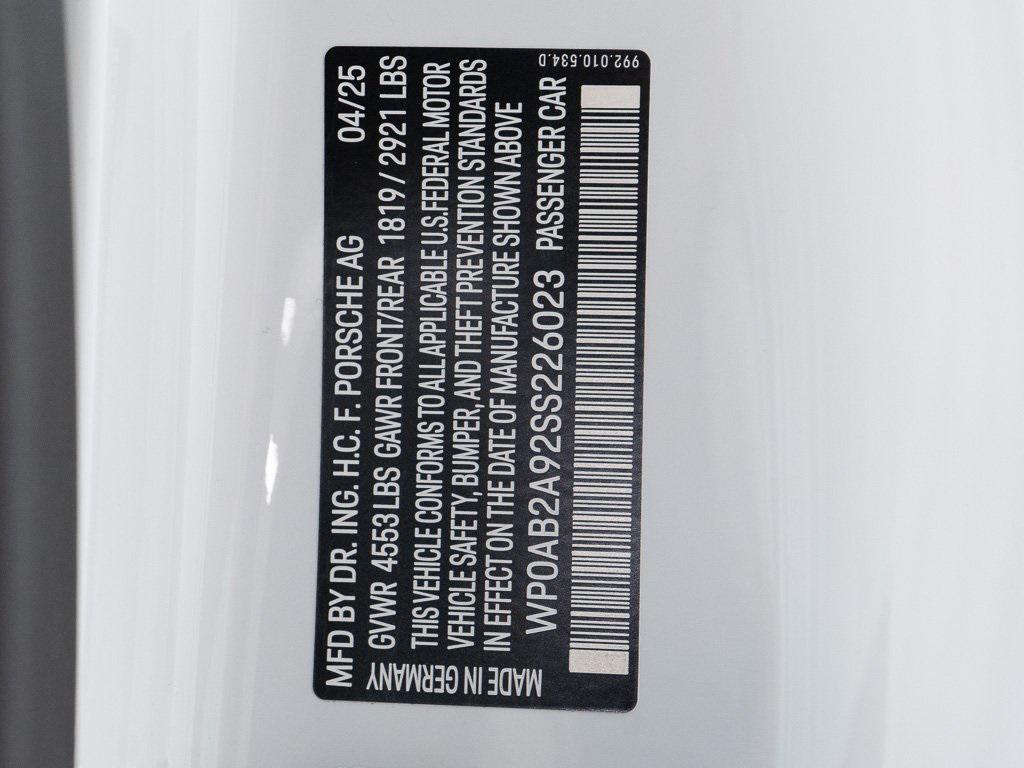 MFD BY DR. ING. H.C. F. PORSCHE AG 04/25
GVWR 4553 LBS GAWR FRONT/REAR 1819 / 2921 LBS
THIS VEHICLE CONFORMS TO ALL APPLICABLE U.S. FEDERAL MOTOR
VEHICLE SAFETY, BUMPER, AND THEFT PREVENTION STANDARDS
IN EFFECT ON THE DATE OF MANUFACTURE SHOWN ABOVE
WP0AB2A92SS226023 PASSENGER CAR
MADE IN GERMANY
992.010.534.D